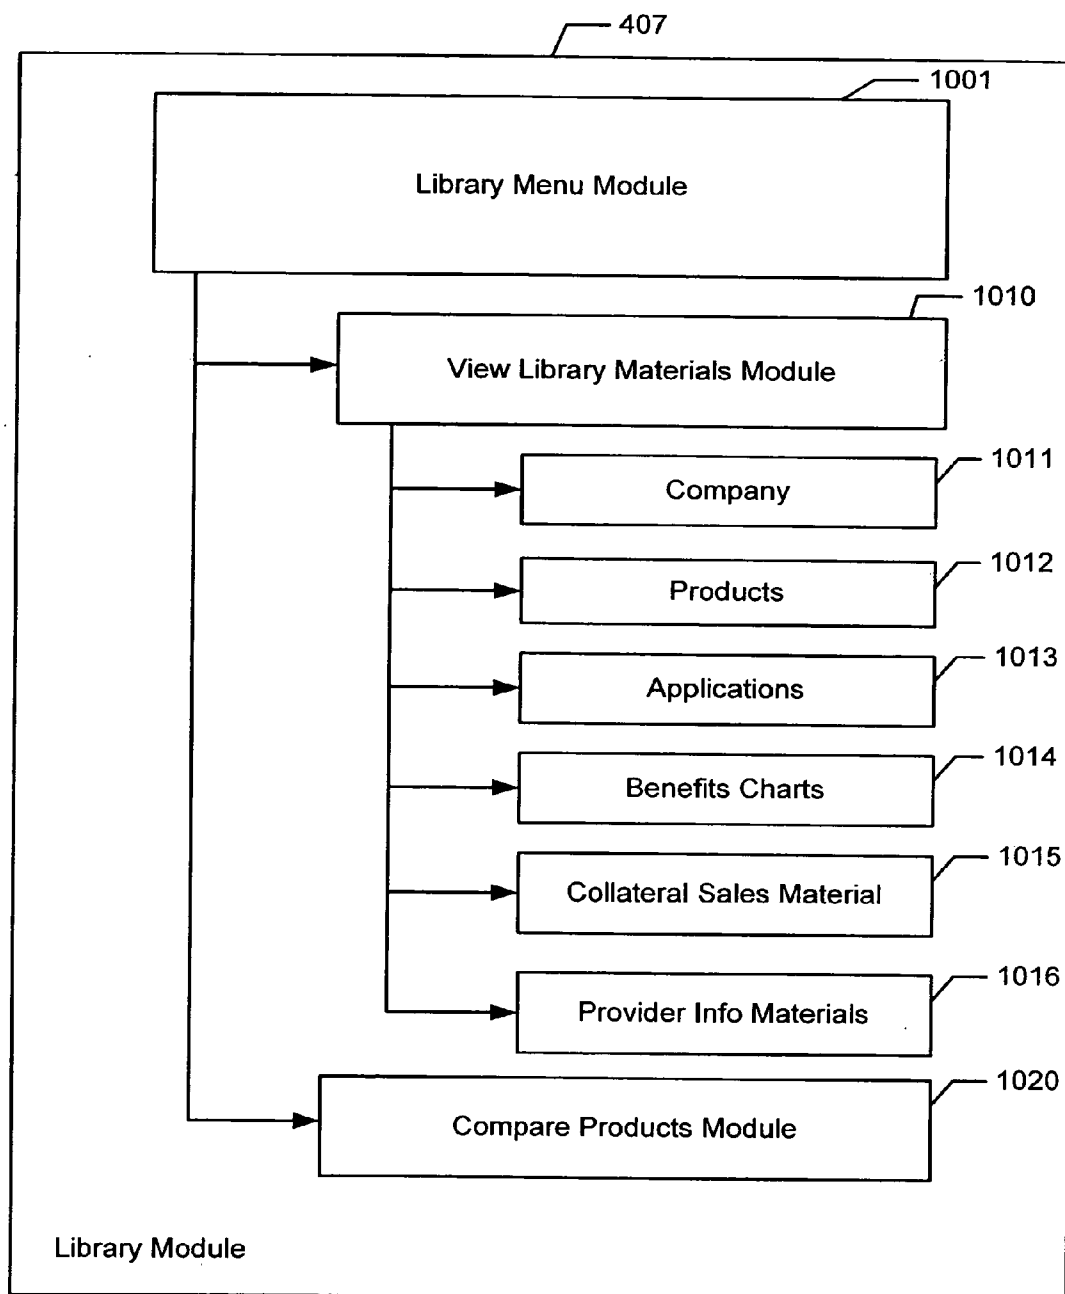 407
1001
Library Menu Module
1010
View Library Materials Module
1011
Company
1012
Products
1013
Applications
1014
Benefits Charts
1015
Collateral Sales Material
1016
Provider Info Materials
1020
Compare Products Module
Library Module